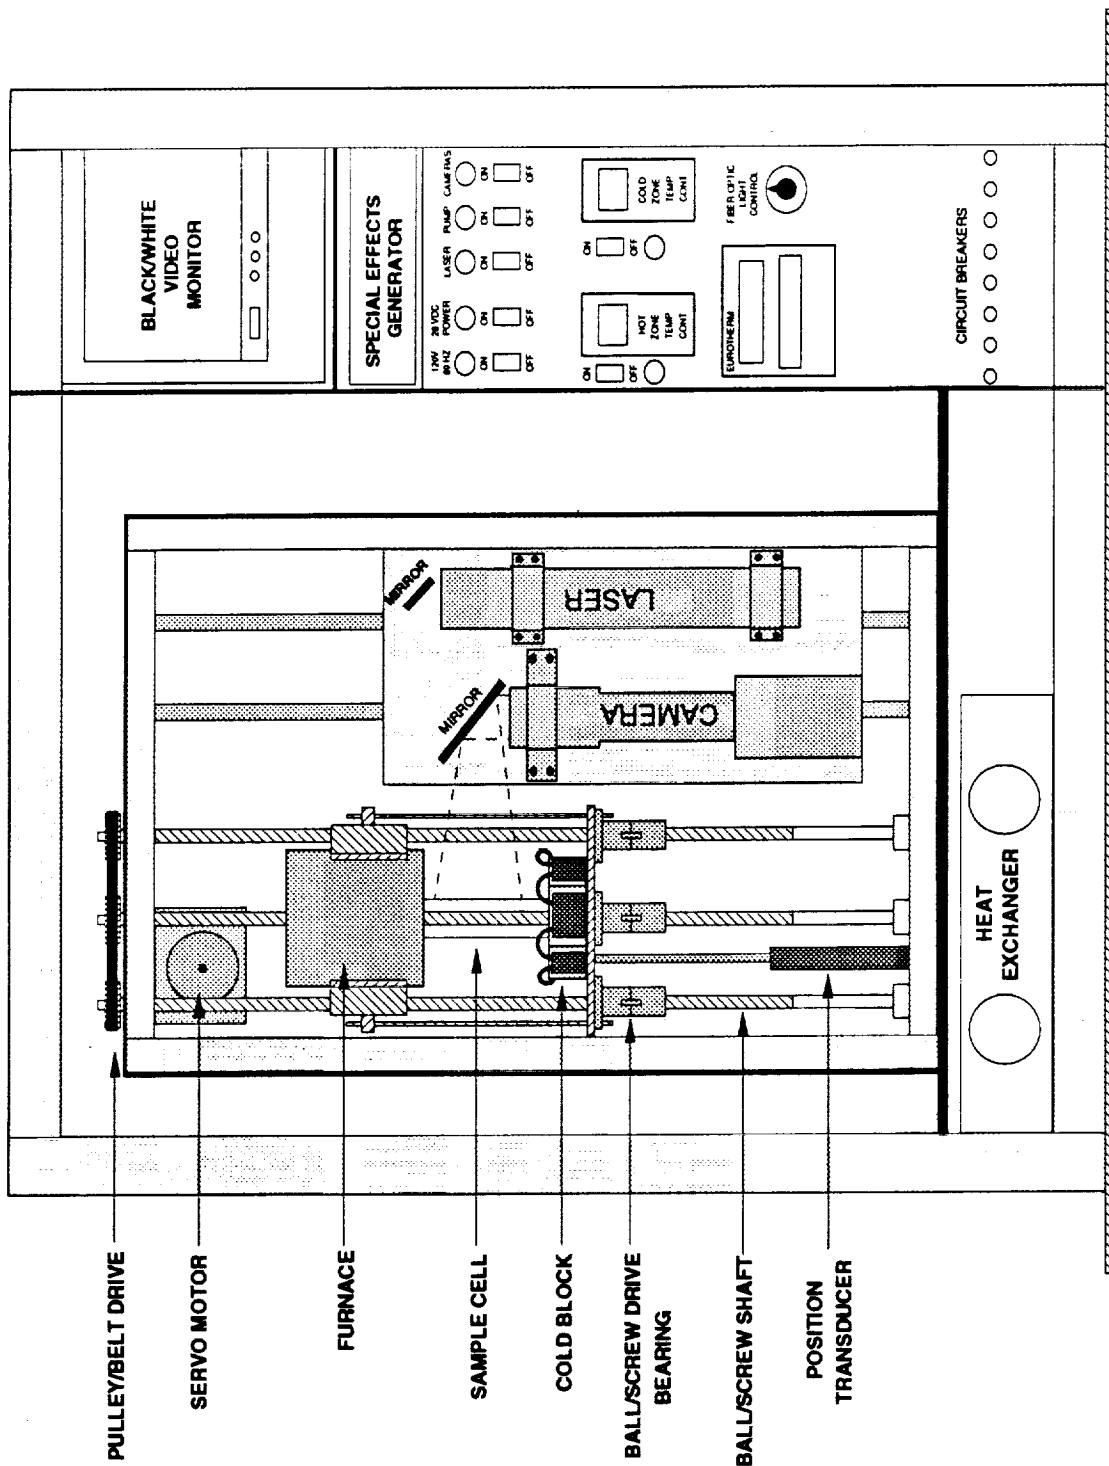 BLACK/WHITE
VIDEO
MONITOR
SPECIAL EFFECTS
GENERATOR
120V
60 HZ
28 VDC
POWER
LASER
PUMP
CAMERAS
ON
ON
ON
ON
ON
OFF
OFF
OFF
OFF
OFF
ON
OFF
HOT
ZONE
TEMP
CONT
ON
OFF
COLD
ZONE
TEMP
CONT
EUROTHERM
FIBER OPTIC
LIGHT
CONTROL
CIRCUIT BREAKERS
MIRROR
LASER
MIRROR
CAMERA
HEAT
EXCHANGER
PULLEY/BELT DRIVE
SERVO MOTOR
FURNACE
SAMPLE CELL
COLD BLOCK
BALL/SCREW DRIVE
BEARING
BALL/SCREW SHAFT
POSITION
TRANSDUCER